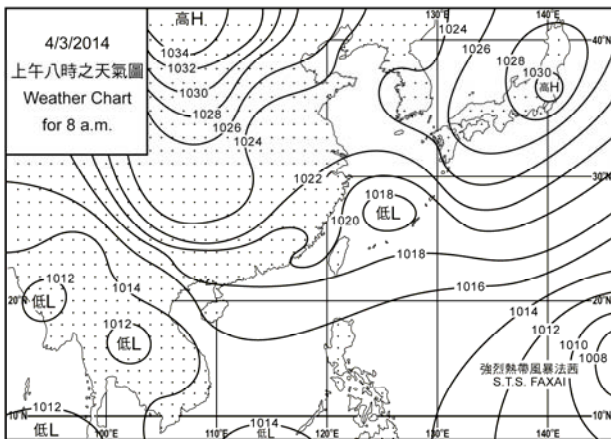 4/3/2014
上午八時之天氣圖
Weather Chart
for 8 a.m.
高H
1034
1032
1030
1028
1026
1024
1022
1020
130°E
1024
1026
1028
1030
高H
140°E
40°N
30°N
1018
低L
1018
1016
1014
1012
1010
1008
20°N
強烈熱帶風暴法茜
S.T.S. FAXAI
1012
低L
1014
1012
低L
20°N
10°N
1012
低L
100°E
110°E
1014
低L
120°E
130°E
140°E
10°N